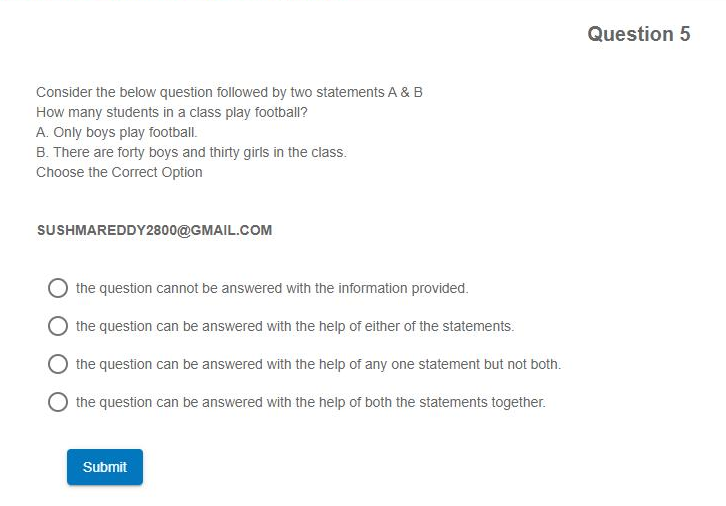 Question 5
Consider the below question followed by two statements A & B
How many students in a class play football?
A. Only boys play football.
B. There are forty boys and thirty girls in the class.
Choose the Correct Option
SUSHMAREDDY2800@GMAIL.COM
the question cannot be answered with the information provided.
the question can be answered with the help of either of the statements.
the question can be answered with the help of any one statement but not both.
the question can be answered with the help of both the statements together.
Submit